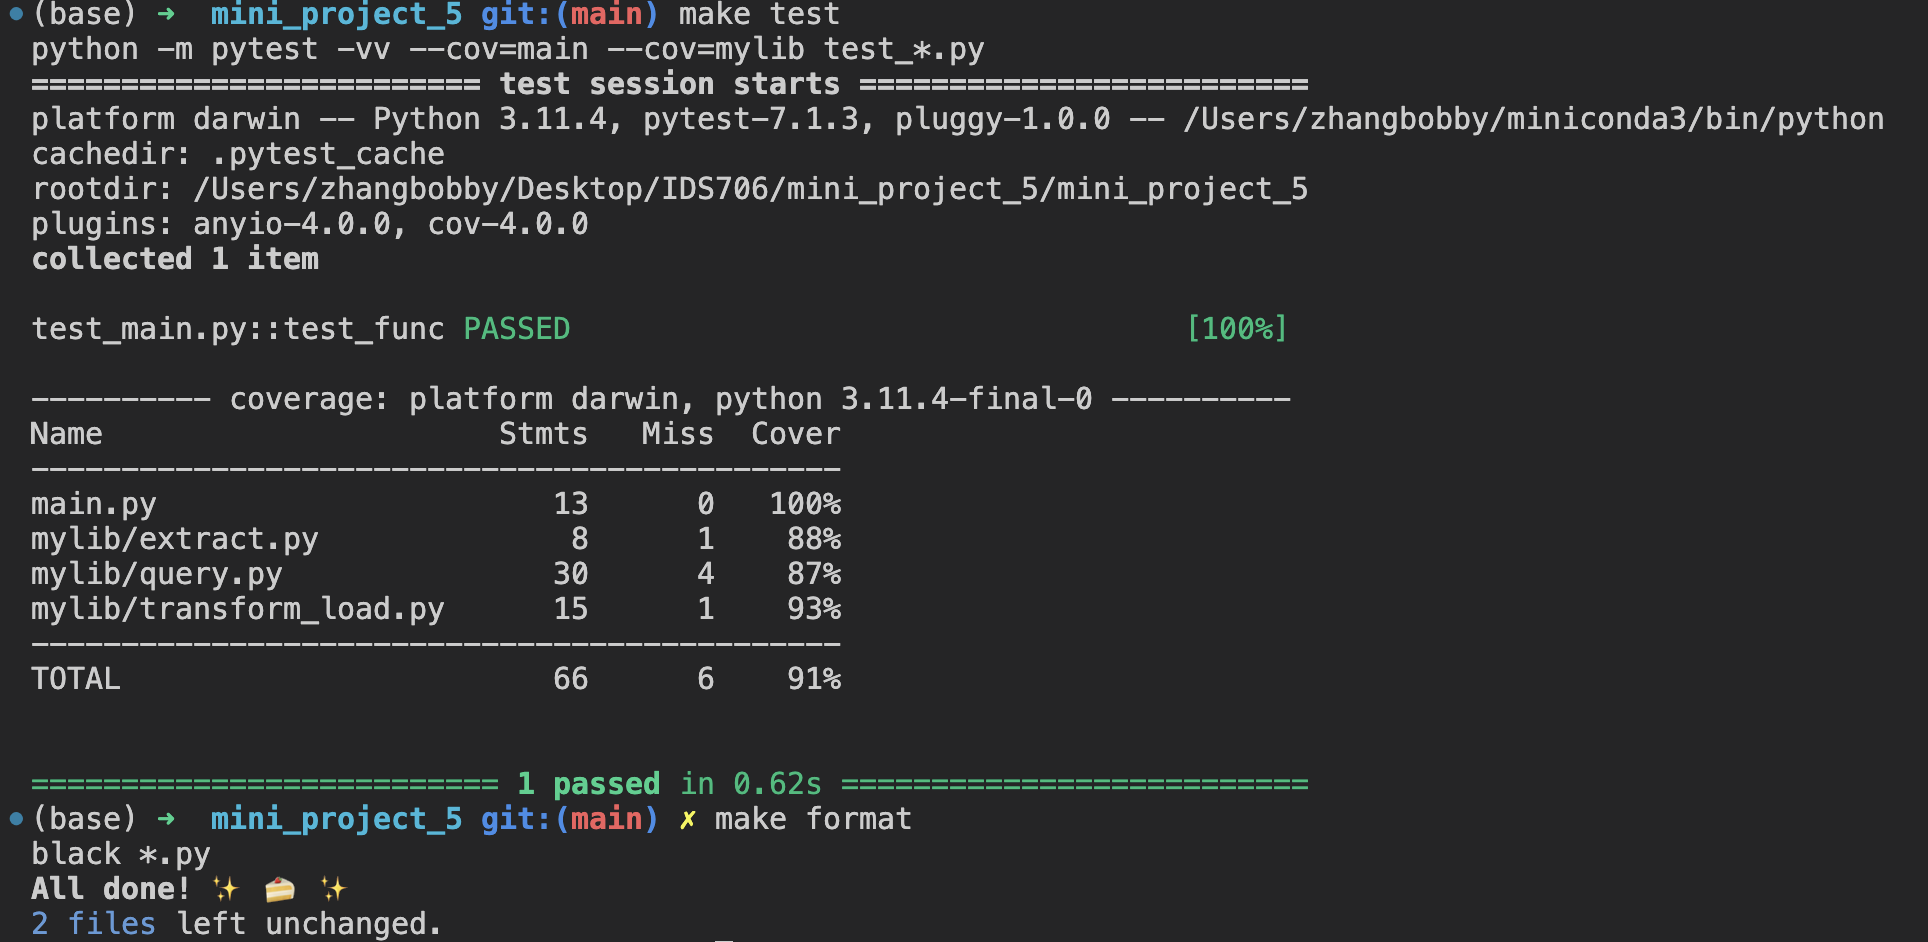 (base) ➜  mini_project_5 git:(main) make test
python -m pytest -vv --cov=main --cov=mylib test_*.py
========================= test session starts =========================
platform darwin -- Python 3.11.4, pytest-7.1.3, pluggy-1.0.0 -- /Users/zhangbobby/miniconda3/bin/python
cachedir: .pytest_cache
rootdir: /Users/zhangbobby/Desktop/IDS706/mini_project_5/mini_project_5
plugins: anyio-4.0.0, cov-4.0.0
collected 1 item
test_main.py::test_func PASSED                                  [100%]
---------- coverage: platform darwin, python 3.11.4-final-0 ----------
Name                      Stmts   Miss  Cover
---------------------------------------------
main.py                      13      0   100%
mylib/extract.py              8      1    88%
mylib/query.py               30      4    87%
mylib/transform_load.py      15      1    93%
---------------------------------------------
TOTAL                        66      6    91%
========================== 1 passed in 0.62s ==========================
(base) ➜  mini_project_5 git:(main) ✗ make format
black *.py
All done! ✨ 🍰 ✨
2 files left unchanged.